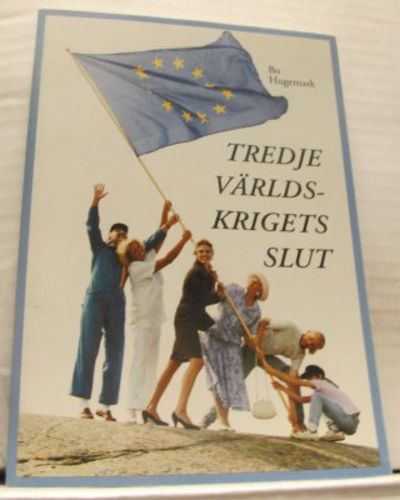 Bo
Hugemark
TREDJE
VÄRLDS-
KRIGETS
SLUT